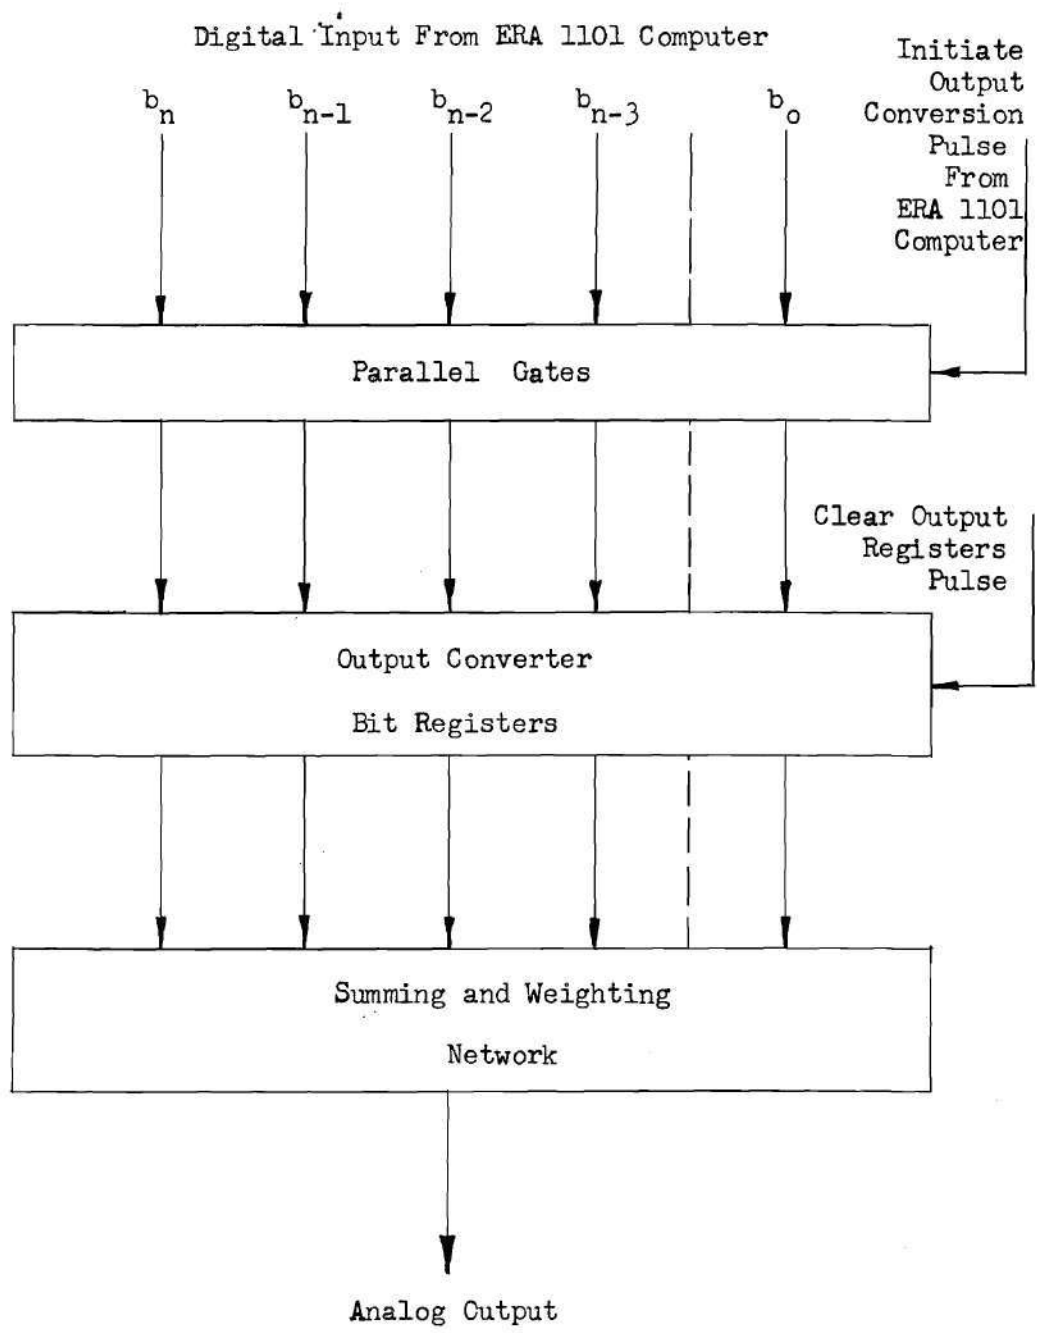 Digital Input From ERA 1101 Computer
Initiate
Output
Conversion
Pulse
From
ERA 1101
Computer
bn bn-1 bn-2 bn-3 bo
Parallel Gates
Clear Output
Registers
Pulse
Output Converter
Bit Registers
Summing and Weighting
Network
Analog Output